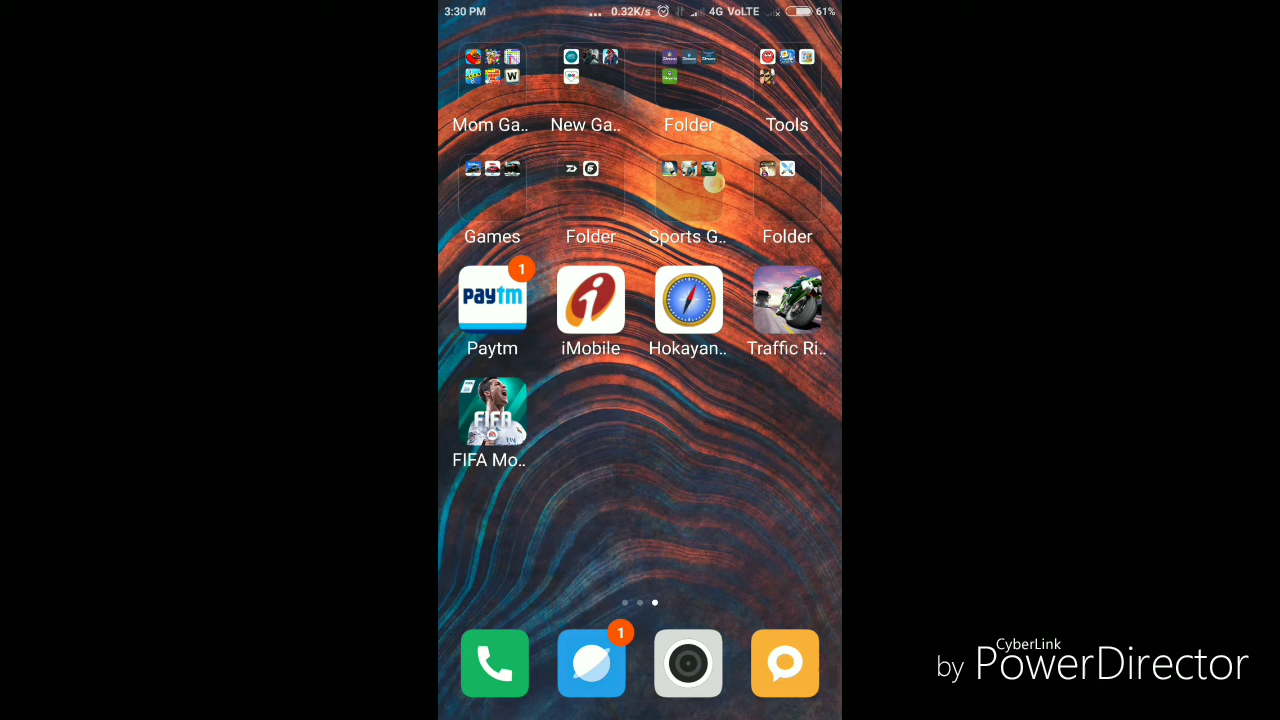 3:30 PM ... 0.32K/s 4G VoLTE 61%
Mom Ga.. New Ga.. Folder Tools
Games Folder Sports G.. Folder
1
paytm
Paytm iMobile Hokayan.. Traffic Ri..
FIFA
FIFA Mo..
1
CyberLink
by PowerDirector